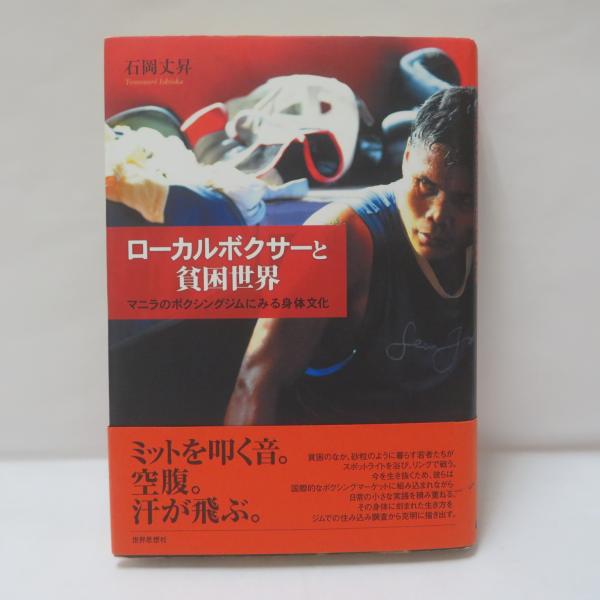 石岡丈昇
Tomonori Ishioka
ローカルボクサーと
貧困世界
マニラのボクシングジムにみる身体文化
ミットを叩く音。
空腹。
汗が飛ぶ。
貧困のなか、砂粒のように暮らす若者たちが
スポットライトを浴び、リングで戦う。
今を生き抜くため、彼らは
国際的なボクシングマーケットに組み込まれながら
日常の小さな実践を積み重ねる。
その身体に刻まれた生き方を
ジムでの住み込み調査から克明に描き出す。
世界思想社